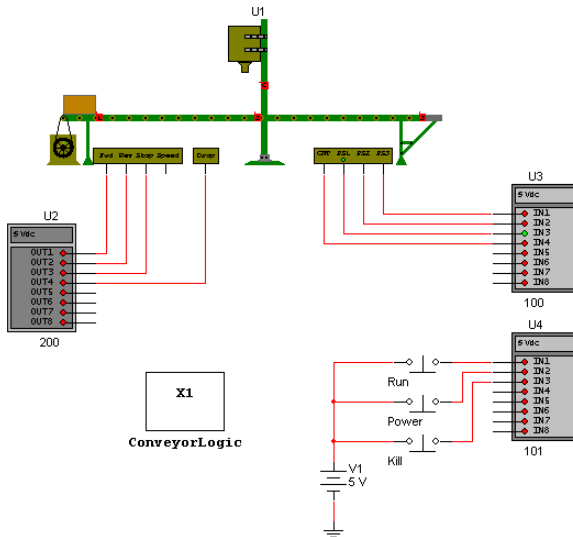 U1
Fwd Rev Stop Speed
Drop
CNT RS1 RS2 RS3
U2
5 Vdc
OUT1
OUT2
OUT3
OUT4
OUT5
OUT6
OUT7
OUT8
200
U3
5 Vdc
IN1
IN2
IN3
IN4
IN5
IN6
IN7
IN8
100
U4
5 Vdc
IN1
IN2
IN3
IN4
IN5
IN6
IN7
IN8
101
Run
Power
Kill
V1
5 V
X1
ConveyorLogic